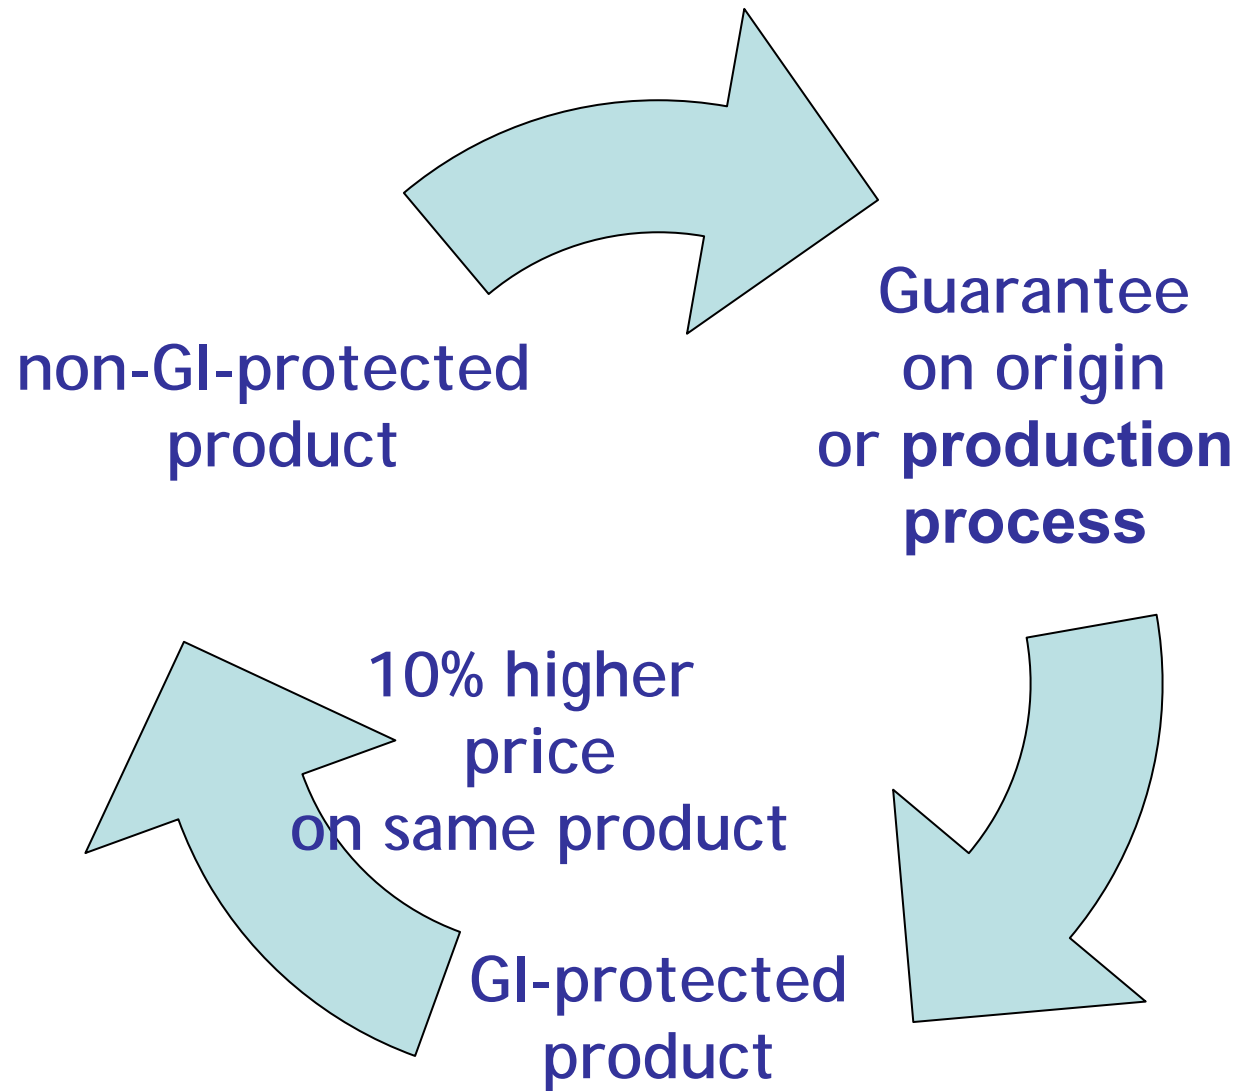 non-GI-protected
product
Guarantee
on origin
or production
process
10% higher
price
on same product
GI-protected
product